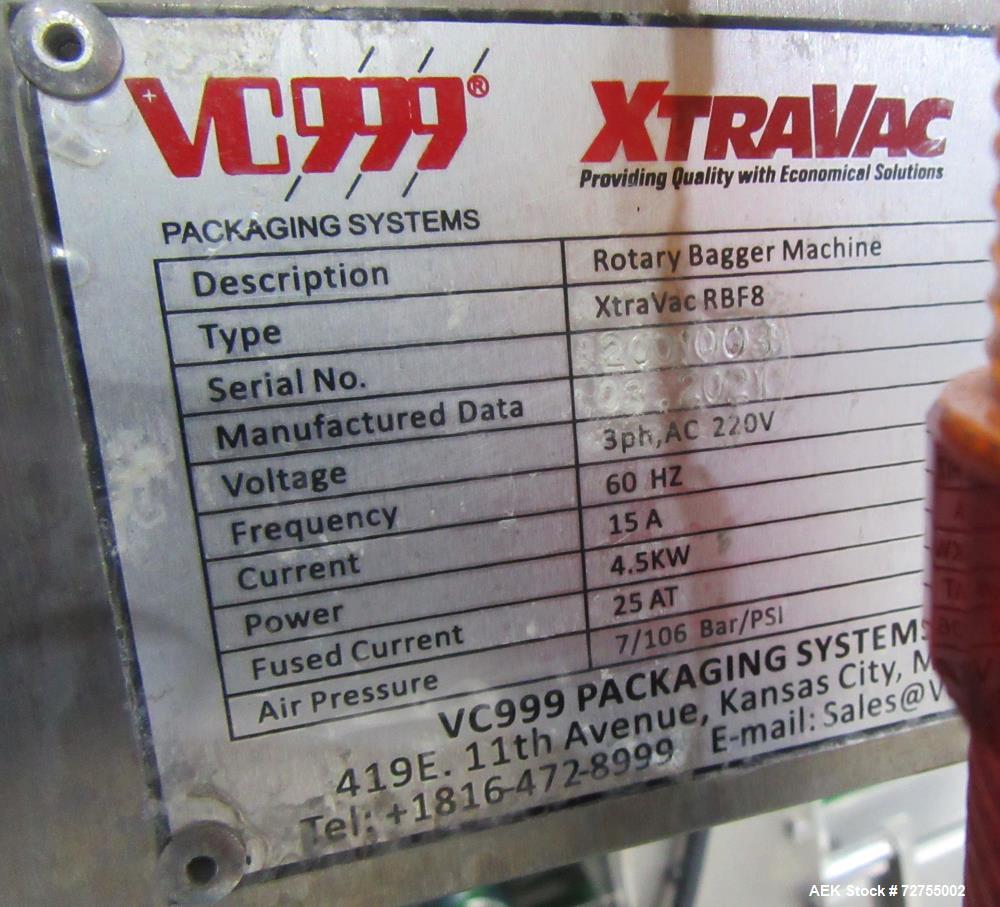 VC999® XTRAVAC
Providing Quality with Economical Solutions
PACKAGING SYSTEMS
Description Rotary Bagger Machine
Type XtraVac RBF8
Serial No.
Manufactured Data
Voltage 3ph,AC 220V
Frequency 60 HZ
Current 15 A
Power 4.5KW
Fused Current 25 AT
Air Pressure 7/106 Bar/PSI
VC999 PACKAGING SYSTEMS
419E. 11th Avenue, Kansas City, M
Tel: +1816-472-8999 E-mail: Sales@V
AEK Stock # 72755002